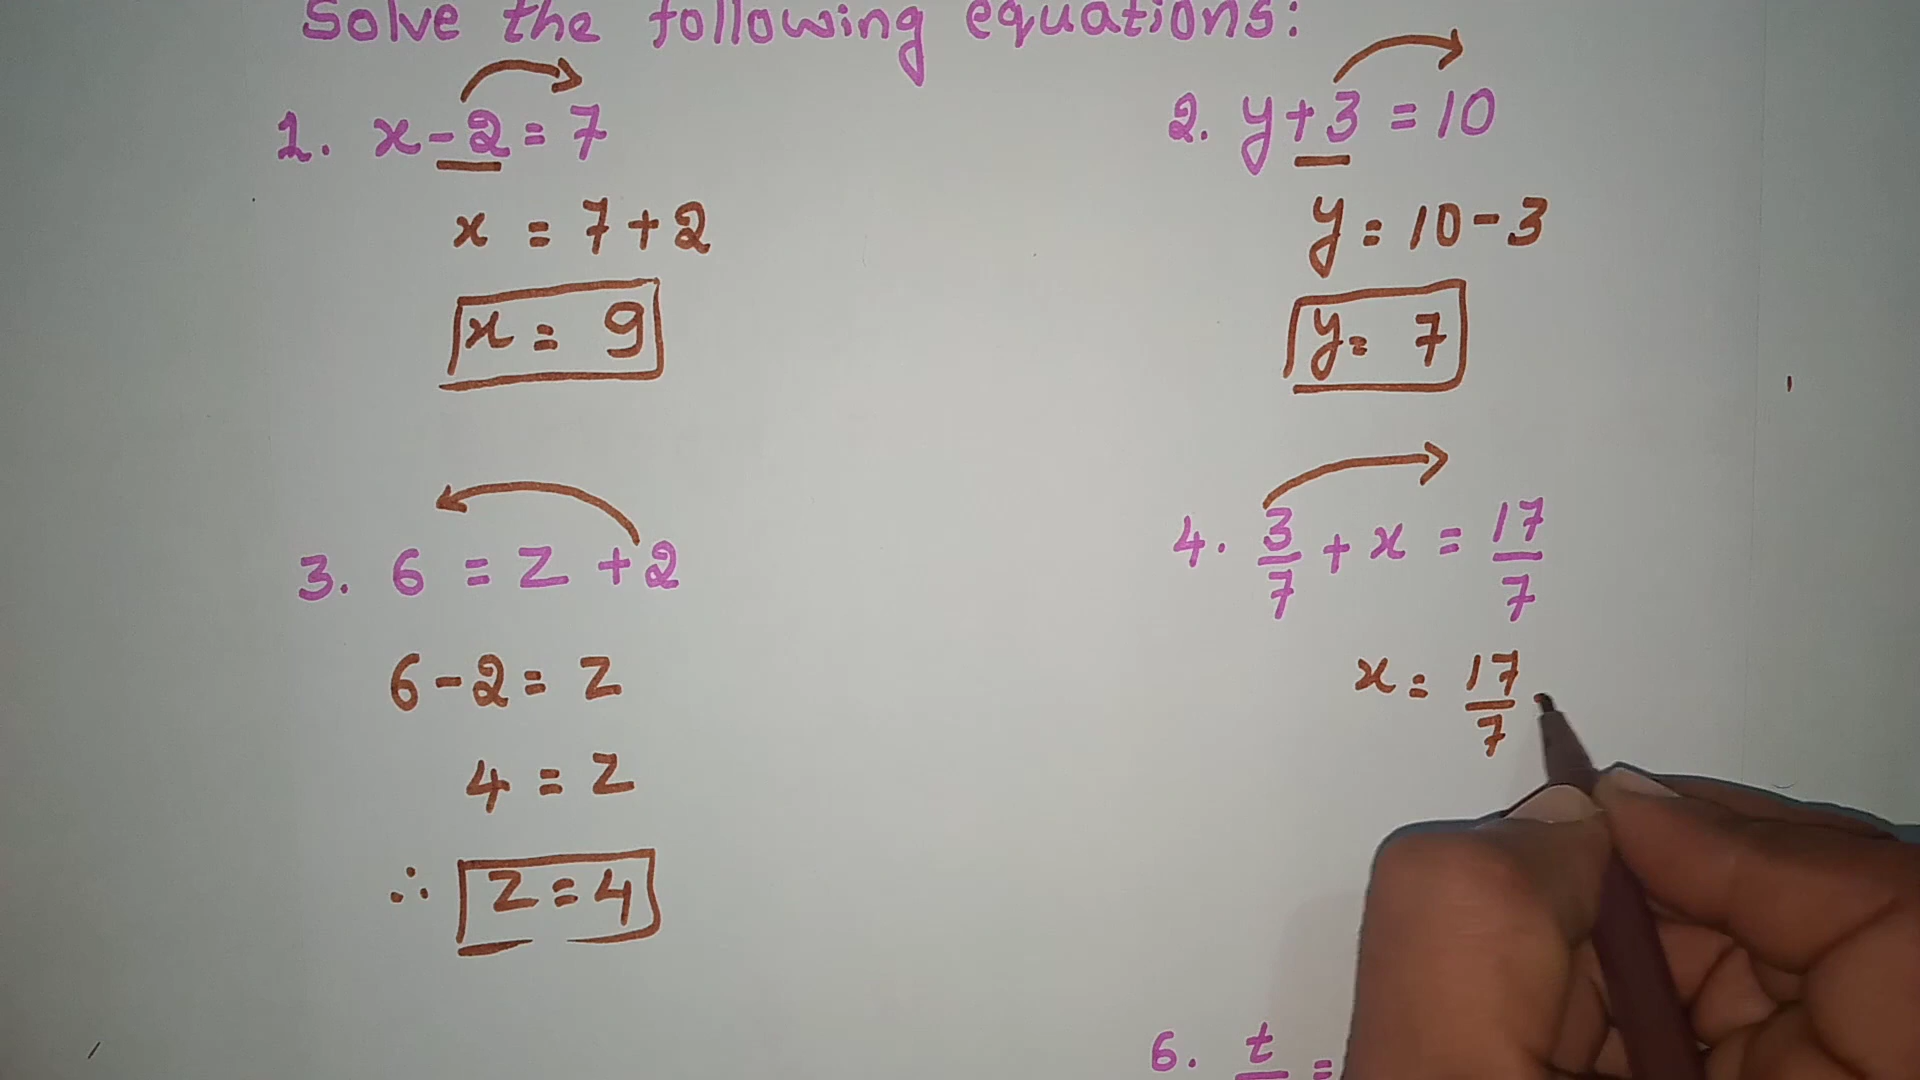 Solve the following equations:
1. x - 2 = 7
x = 7 + 2
x = 9
2. y + 3 = 10
y = 10 - 3
y = 7
3. 6 = z + 2
6 - 2 = z
4 = z
∴ z = 4
4. 3/7 + x = 17/7
x = 17/7 -
6. t
=